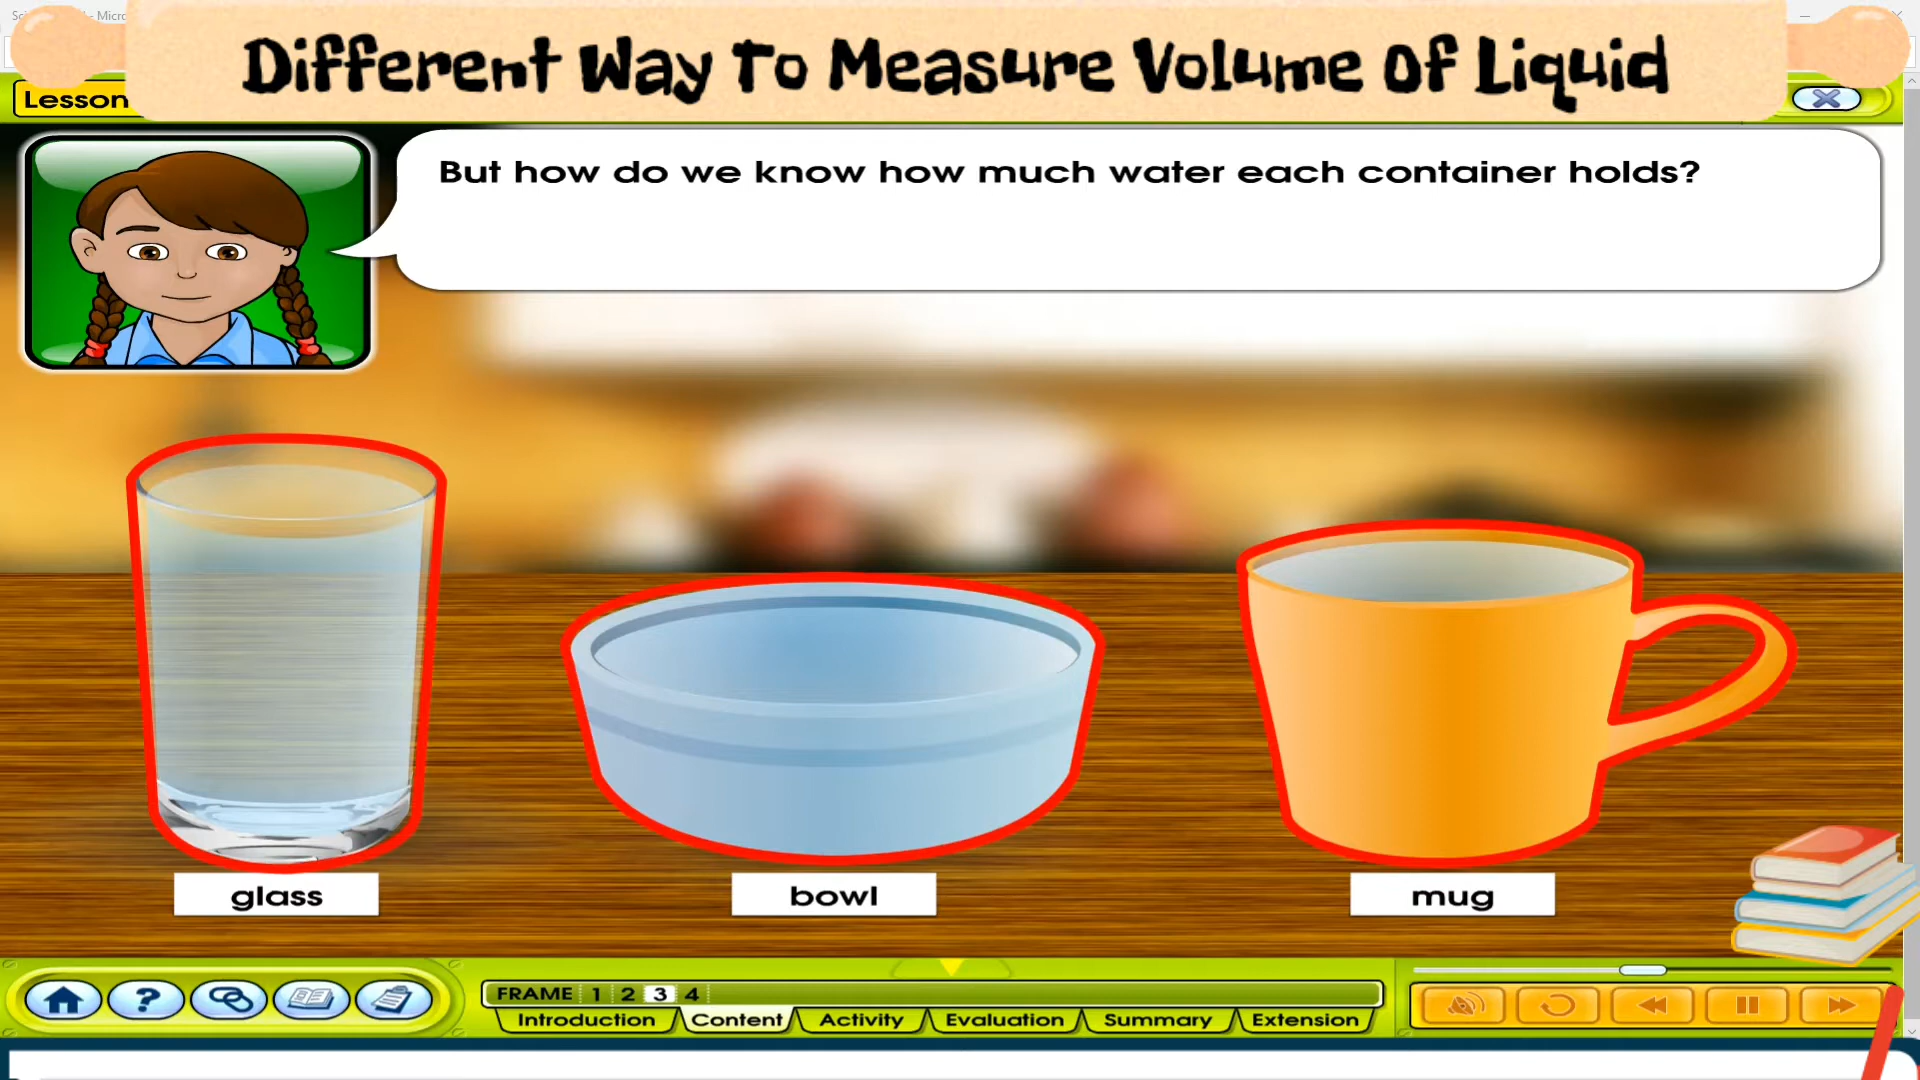 Different Way To Measure Volume Of Liquid
Lesson
But how do we know how much water each container holds?
glass
bowl
mug
FRAME 1 2 3 4
Introduction Content Activity Evaluation Summary Extension